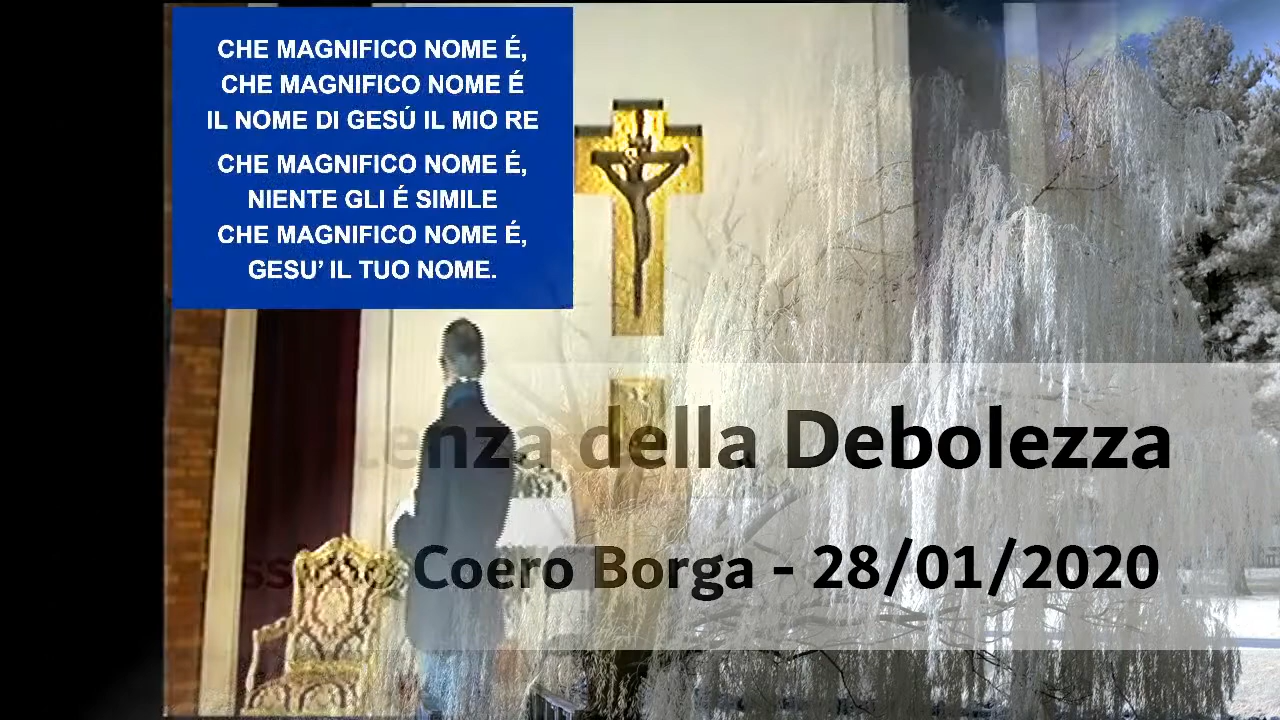 CHE MAGNIFICO NOME É,
CHE MAGNIFICO NOME É
IL NOME DI GESÚ IL MIO RE
CHE MAGNIFICO NOME É,
NIENTE GLI É SIMILE
CHE MAGNIFICO NOME É,
GESU’ IL TUO NOME.
della Debolezza
Coero Borga - 28/01/2020